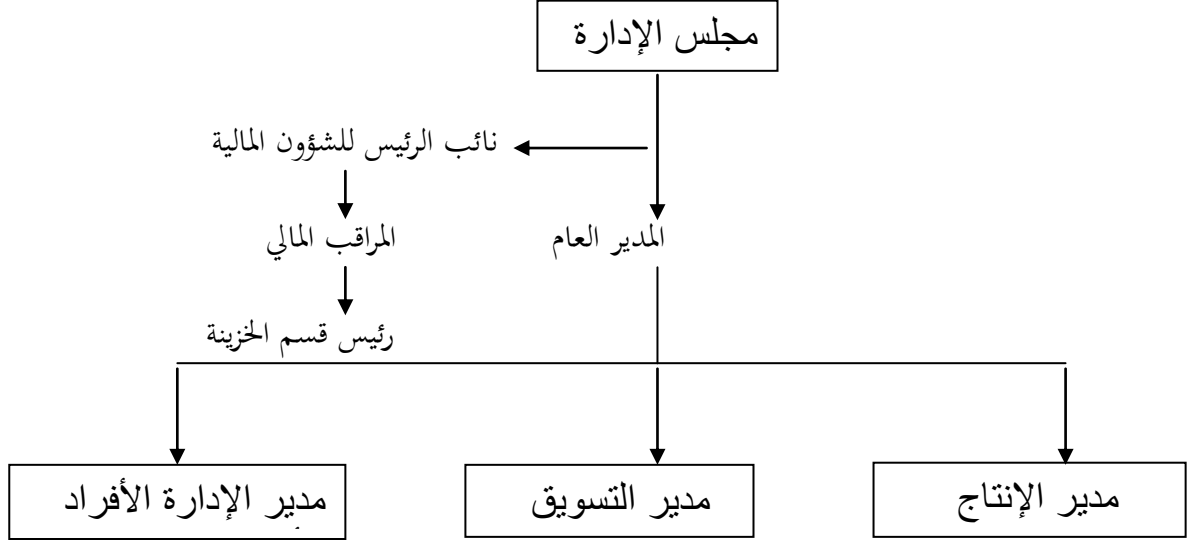 مجلس الإدارة
نائب الرئيس للشؤون المالية
المدير العام
المراقب المالي
رئيس قسم الخزينة
مدير الإنتاج
مدير التسويق
مدير الإدارة الأفراد